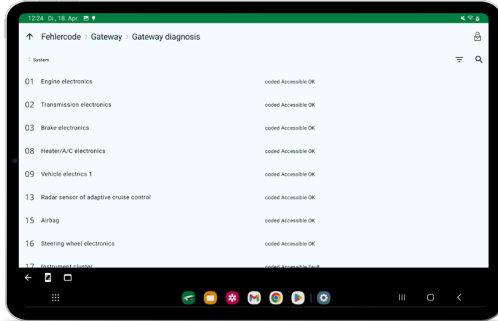 12:24 Di., 18. Apr.
Fehlercode > Gateway > Gateway diagnosis
System
01 Engine electronics coded Accessible OK
02 Transmission electronics coded Accessible OK
03 Brake electronics coded Accessible OK
08 Heater/A/C electronics coded Accessible OK
09 Vehicle electrics 1 coded Accessible OK
13 Radar sensor of adaptive cruise control coded Accessible OK
15 Airbag coded Accessible OK
16 Steering wheel electronics coded Accessible OK
17 Instrument cluster coded Accessible Fault